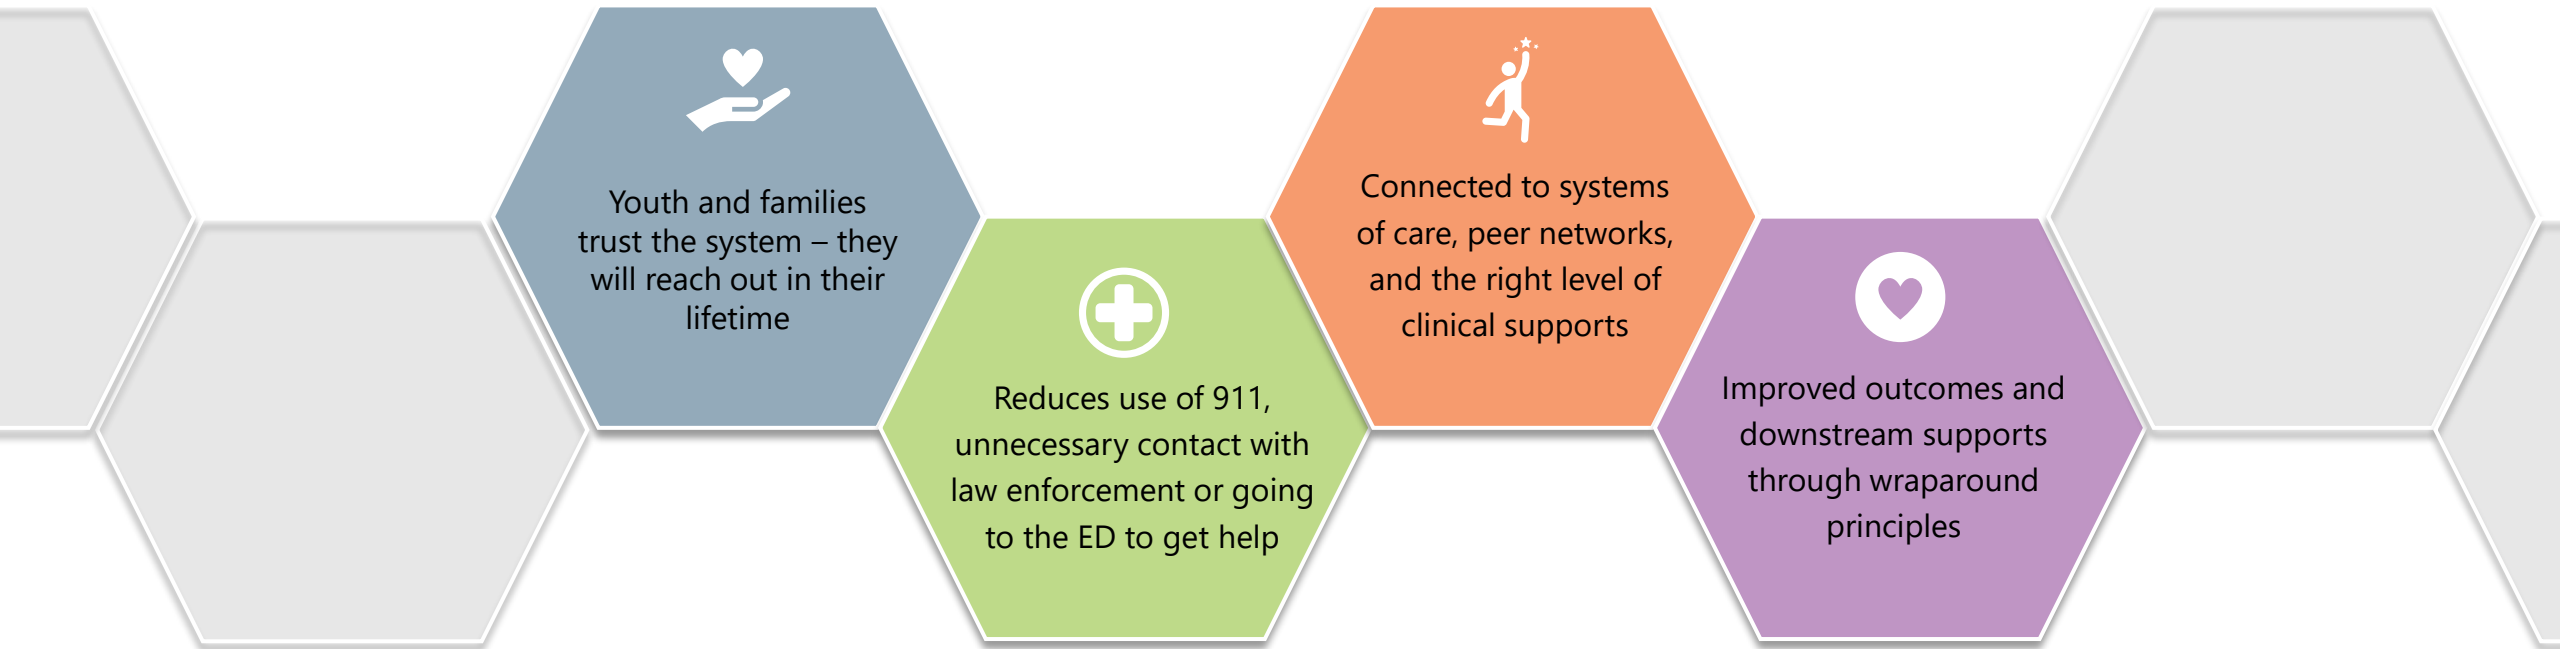 Youth and families
trust the system – they
will reach out in their
lifetime
Reduces use of 911,
unnecessary contact with
law enforcement or going
to the ED to get help
Connected to systems
of care, peer networks,
and the right level of
clinical supports
Improved outcomes and
downstream supports
through wraparound
principles